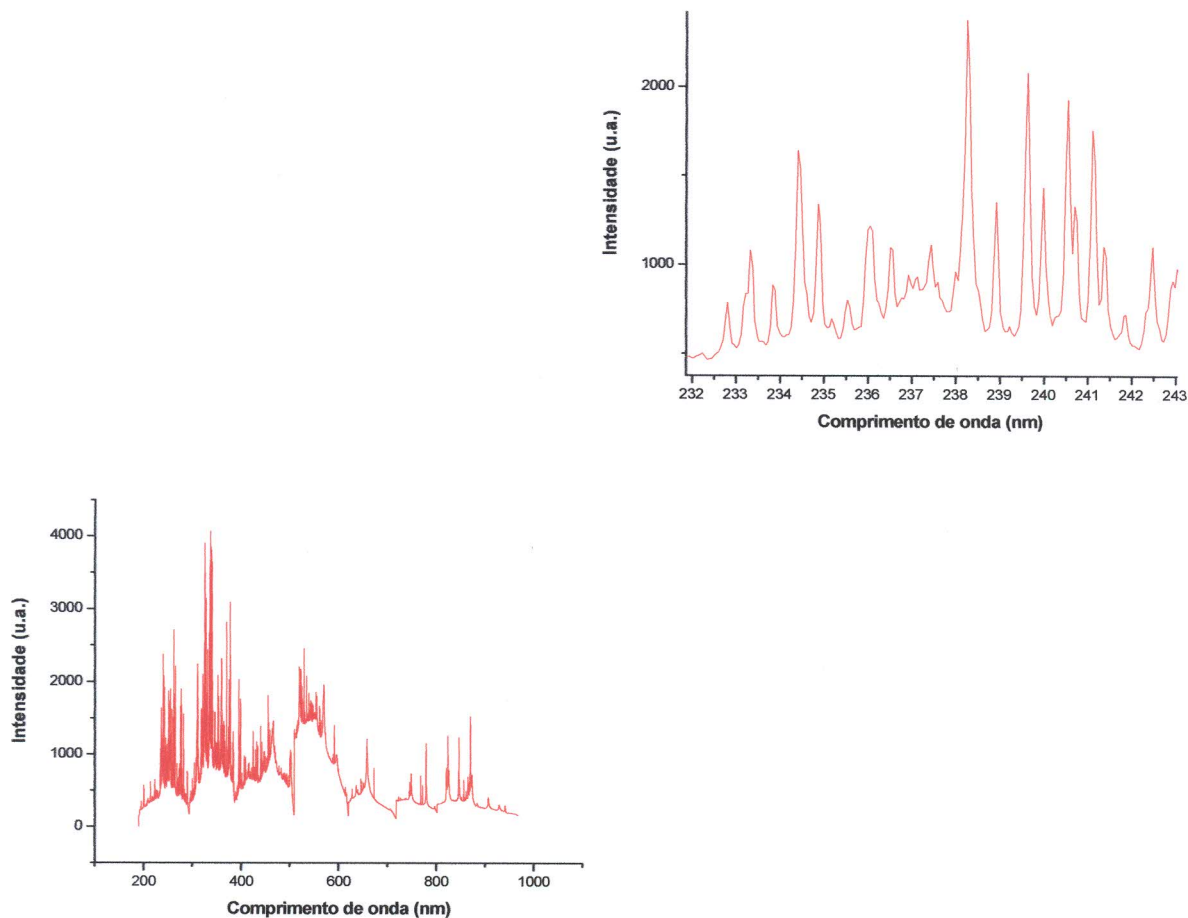 Intensidade (u.a.)
2000
1000
232 233 234 235 236 237 238 239 240 241 242 243
Comprimento de onda (nm)
Intensidade (u.a.)
4000
3000
2000
1000
0
200 400 600 800 1000
Comprimento de onda (nm)